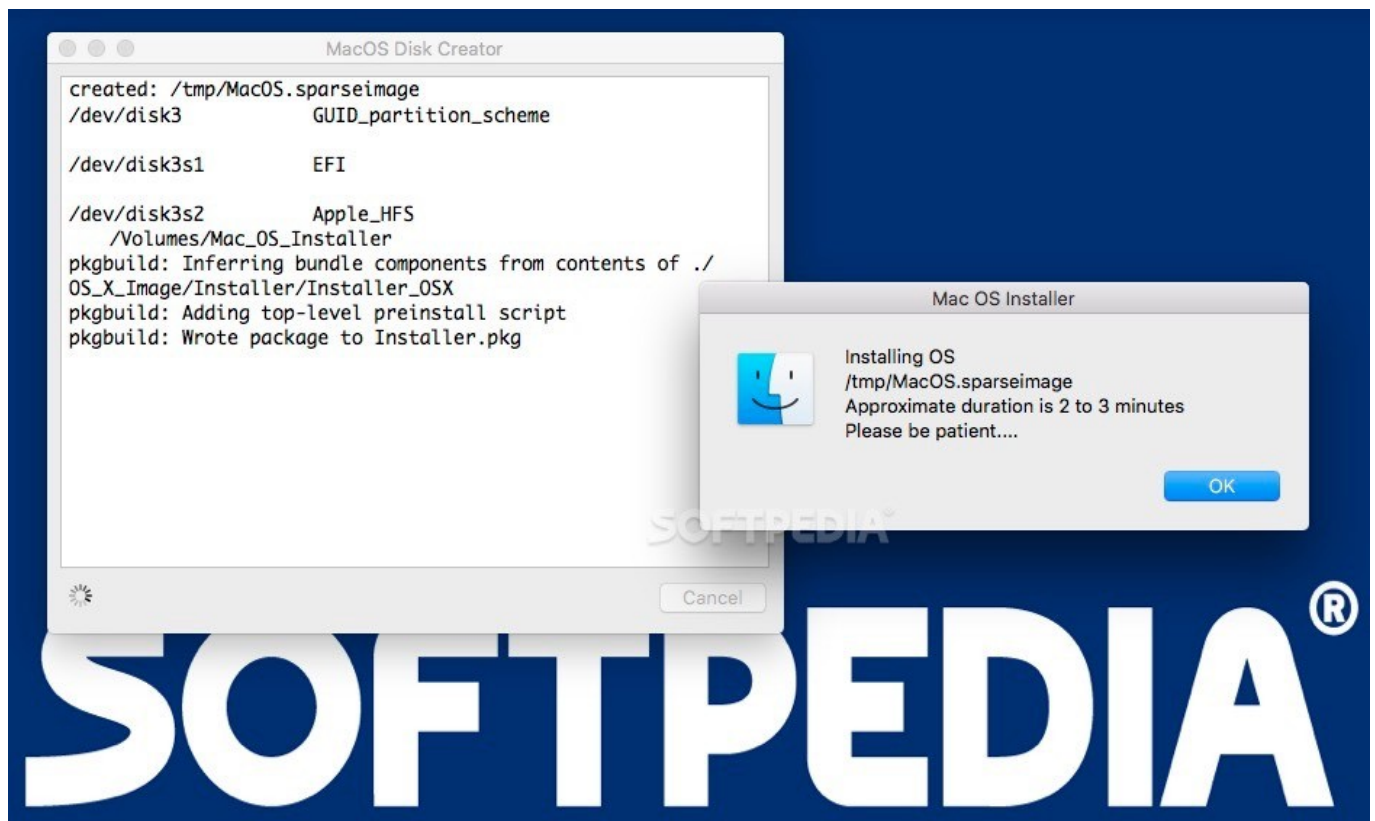 MacOS Disk Creator
created: /tmp/MacOS.sparseimage
/dev/disk3 GUID_partition_scheme
/dev/disk3s1 EFI
/dev/disk3s2 Apple_HFS
/Volumes/Mac_OS_Installer
pkgbuild: Inferring bundle components from contents of ./
OS_X_Image/Installer/Installer_OSX
pkgbuild: Adding top-level preinstall script
pkgbuild: Wrote package to Installer.pkg
Cancel
Mac OS Installer
Installing OS
/tmp/MacOS.sparseimage
Approximate duration is 2 to 3 minutes
Please be patient....
OK
SOFTPEDIA®
SOFTPEDIA®